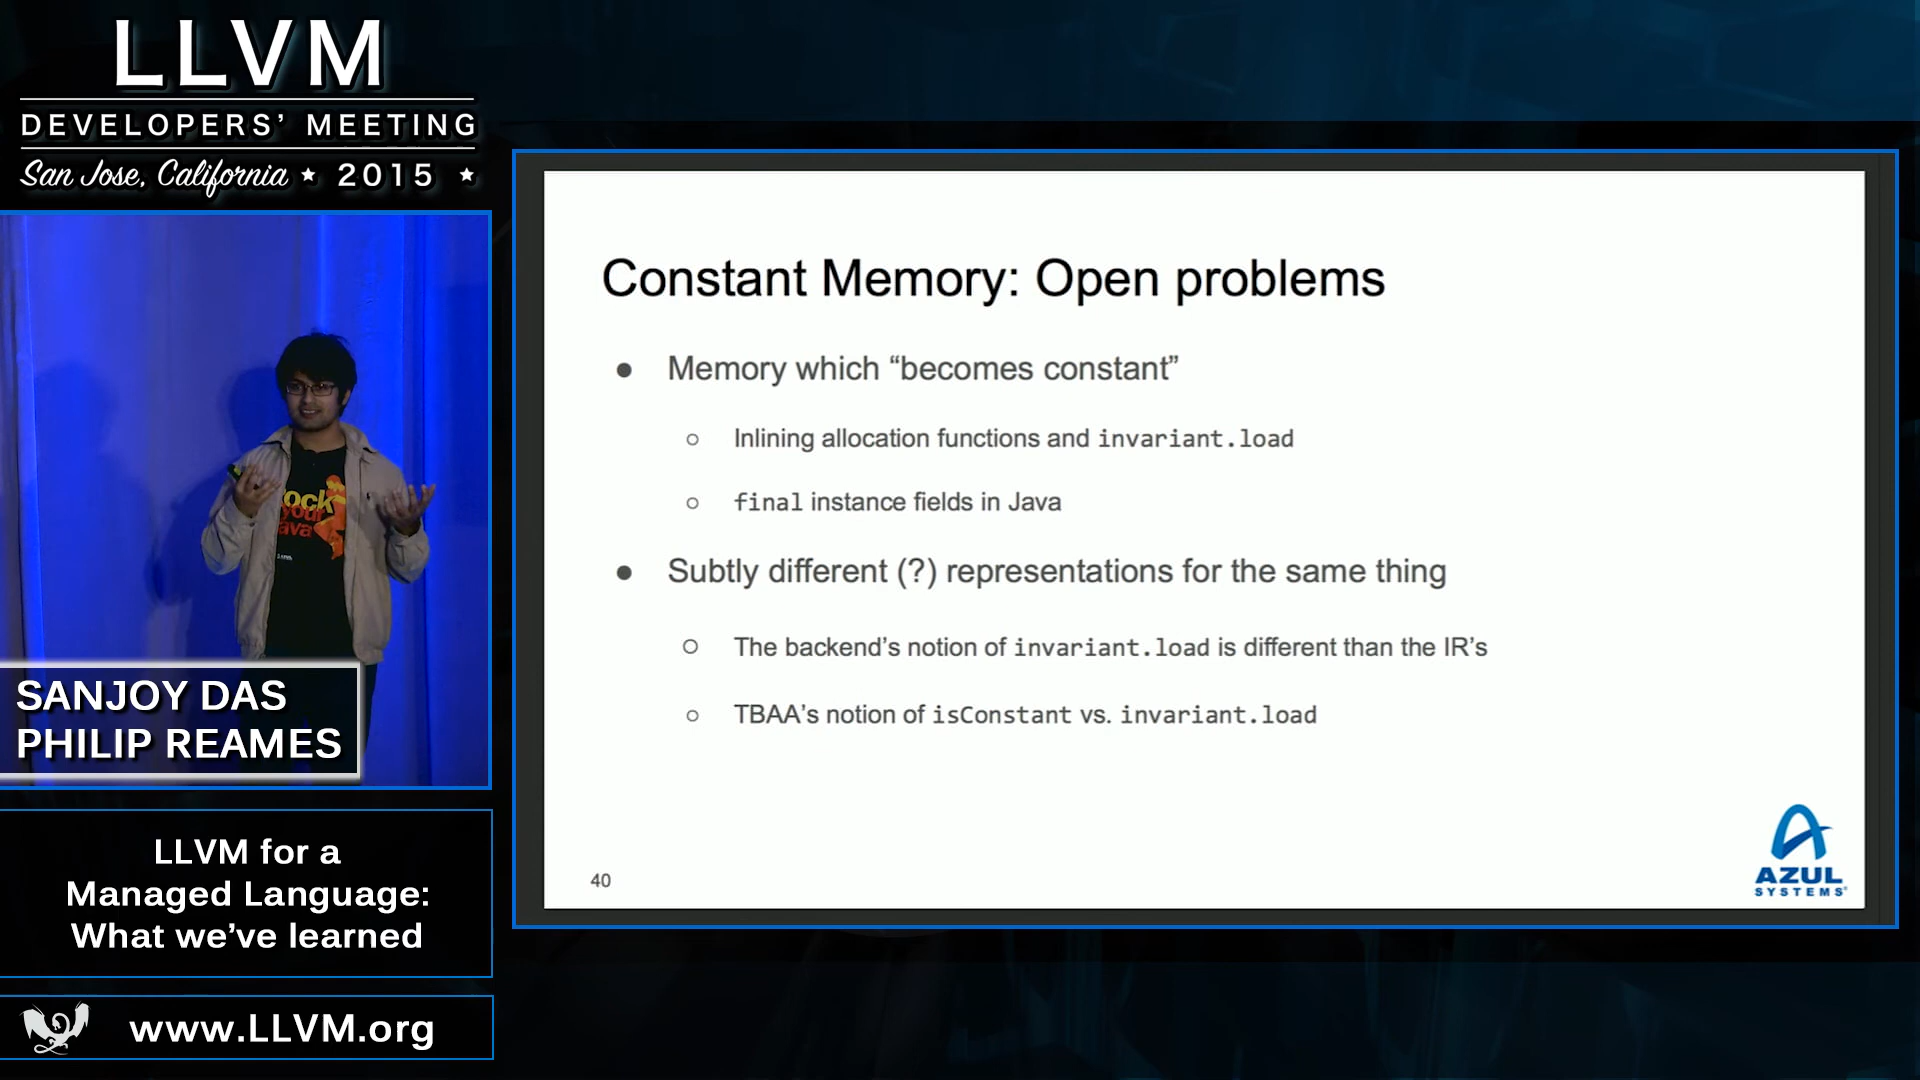 LLVM
DEVELOPERS’ MEETING
San Jose, California ★ 2015 ★
ock
your
ava
SANJOY DAS
PHILIP REAMES
LLVM for a
Managed Language:
What we’ve learned
www.LLVM.org
Constant Memory: Open problems
● Memory which “becomes constant”
○ Inlining allocation functions and invariant.load
○ final instance fields in Java
● Subtly different (?) representations for the same thing
○ The backend’s notion of invariant.load is different than the IR’s
○ TBAA’s notion of isConstant vs. invariant.load
40
AZUL
SYSTEMS